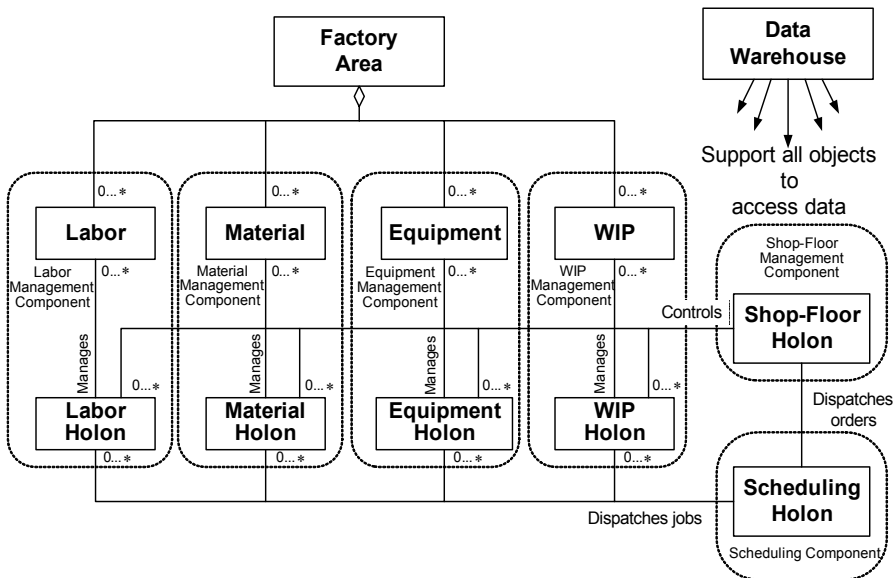 Factory
Area
Data
Warehouse
Support all objects
to
access data
0...*
0...*
0...*
0...*
Labor
Material
Equipment
WIP
0...*
0...*
0...*
0...*
Labor
Management
Component
Material
Management
Component
Equipment
Management
Component
WIP
Management
Component
Shop-Floor
Management
Component
Controls
Shop-Floor
Holon
Manages
Manages
Manages
Manages
0...*
0...*
0...*
0...*
Labor
Holon
Material
Holon
Equipment
Holon
WIP
Holon
Dispatches
orders
0...*
0...*
0...*
0...*
Scheduling
Holon
Dispatches jobs
Scheduling Component